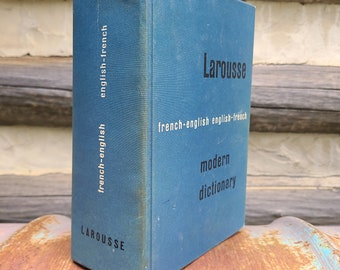 french-english   english-french
LAROUSSE
Larousse
french-english english-french
modern
dictionary